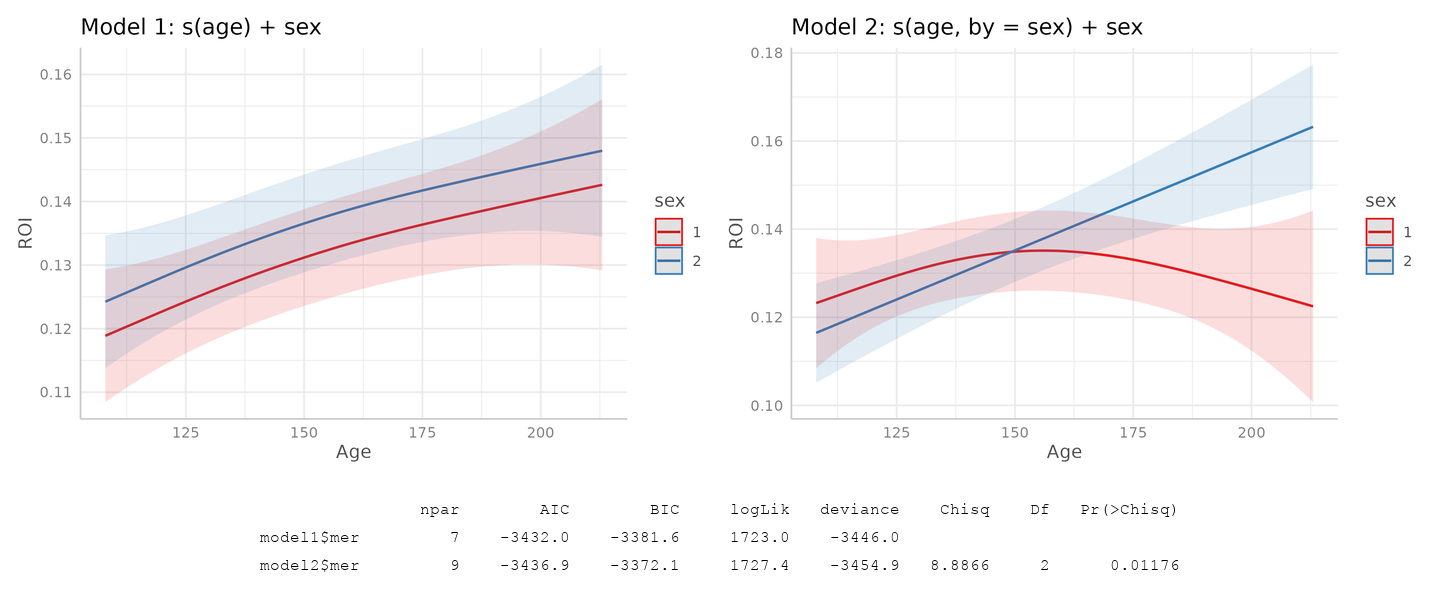 Model 1: s(age) + sex
0.16
0.15
0.14
0.13
0.12
0.11
ROI
125 150 175 200
Age
sex
1
2
Model 2: s(age, by = sex) + sex
0.18
0.16
0.14
0.12
0.10
ROI
125 150 175 200
Age
sex
1
2
npar AIC BIC logLik deviance Chisq Df Pr(>Chisq)
model1$mer 7 -3432.0 -3381.6 1723.0 -3446.0
model2$mer 9 -3436.9 -3372.1 1727.4 -3454.9 8.8866 2 0.01176